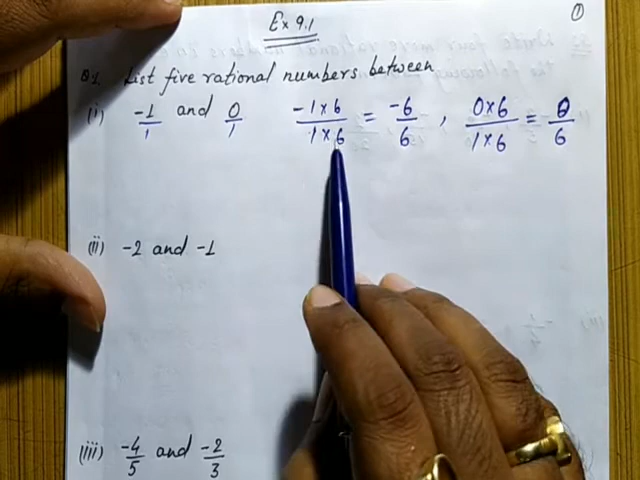 Ex 9.1
①
Q1. List five rational numbers between
(i) -1/1 and 0/1 -1×6/1×6 = -6/6 , 0×6/1×6 = 0/6
(ii) -2 and -1
(iii) -4/5 and -2/3